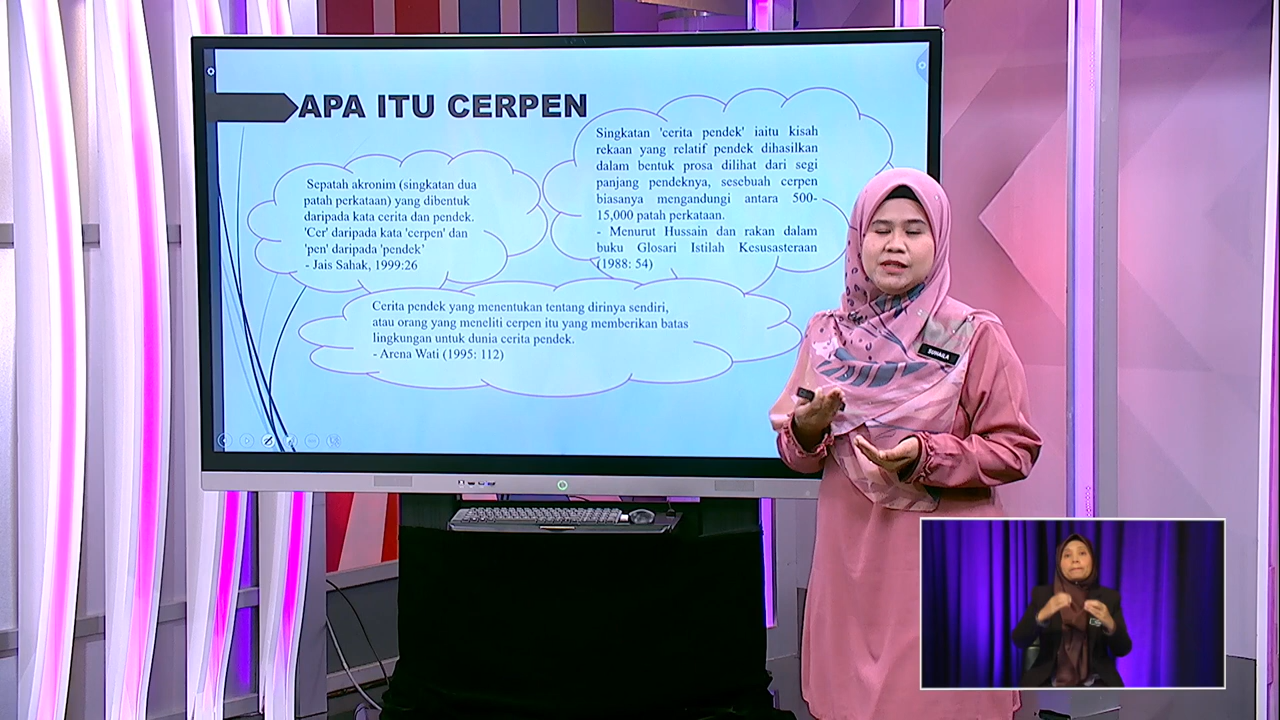 APA ITU CERPEN
Sepatah akronim (singkatan dua
patah perkataan) yang dibentuk
daripada kata cerita dan pendek.
'Cer' daripada kata 'cerpen' dan
'pen' daripada 'pendek'
- Jais Sahak, 1999:26
Singkatan 'cerita pendek' iaitu kisah
rekaan yang relatif pendek dihasilkan
dalam bentuk prosa dilihat dari segi
panjang pendeknya, sesebuah cerpen
biasanya mengandungi antara 500-
15,000 patah perkataan.
- Menurut Hussain dan rakan dalam
buku Glosari Istilah Kesusasteraan
(1988: 54)
Cerita pendek yang menentukan tentang dirinya sendiri,
atau orang yang meneliti cerpen itu yang memberikan batas
lingkungan untuk dunia cerita pendek.
- Arena Wati (1995: 112)
SUHAILA